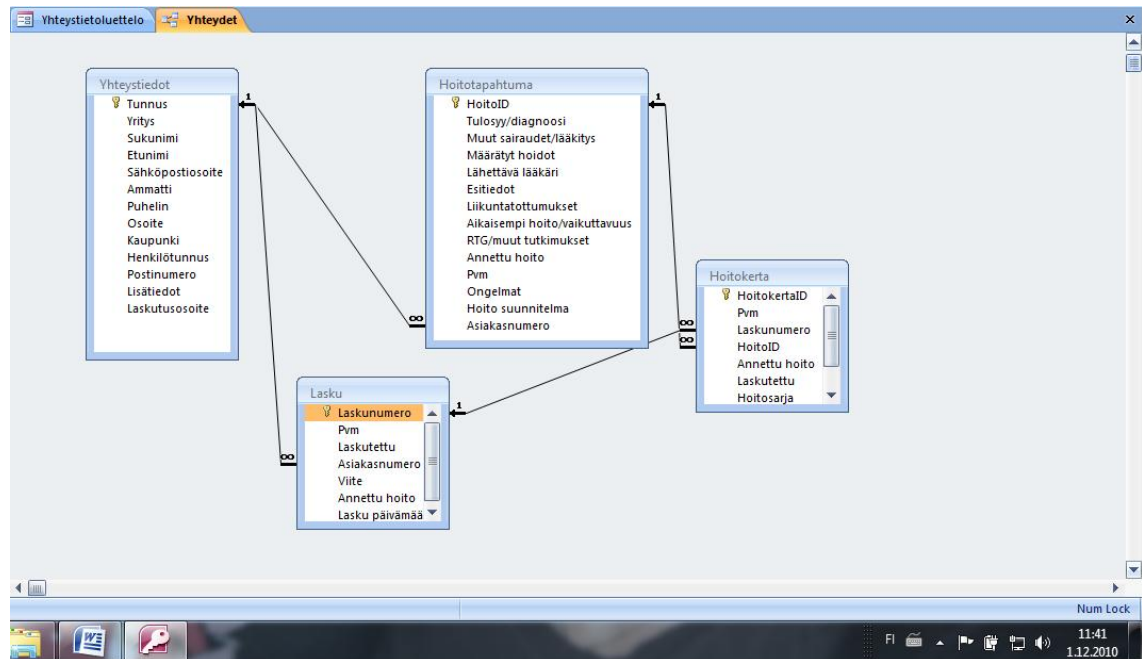 Yhteystietoluettelo
Yhteydet
Yhteystiedot
Tunnus
Yritys
Sukunimi
Etunimi
Sähköpostiosoite
Ammatti
Puhelin
Osoite
Kaupunki
Henkilötunnus
Postinumero
Lisätiedot
Laskutusosoite
1
Hoitotapahtuma
HoitoID
Tulosyy/diagnoosi
Muut sairaudet/lääkitys
Määrätyt hoidot
Lähettävä lääkäri
Esitiedot
Liikuntatottumukset
Aikaisempi hoito/vaikuttavuus
RTG/muut tutkimukset
Annettu hoito
Pvm
Ongelmat
Hoito suunnitelma
Asiakasnumero
1
∞
Hoitokerta
HoitokertaID
Pvm
Laskunumero
HoitoID
Annettu hoito
Laskutettu
Hoitosarja
∞
∞
Lasku
Laskunumero
Pvm
Laskutettu
Asiakasnumero
Viite
Annettu hoito
Lasku päivämää
1
∞
Num Lock
FI
11:41
1.12.2010